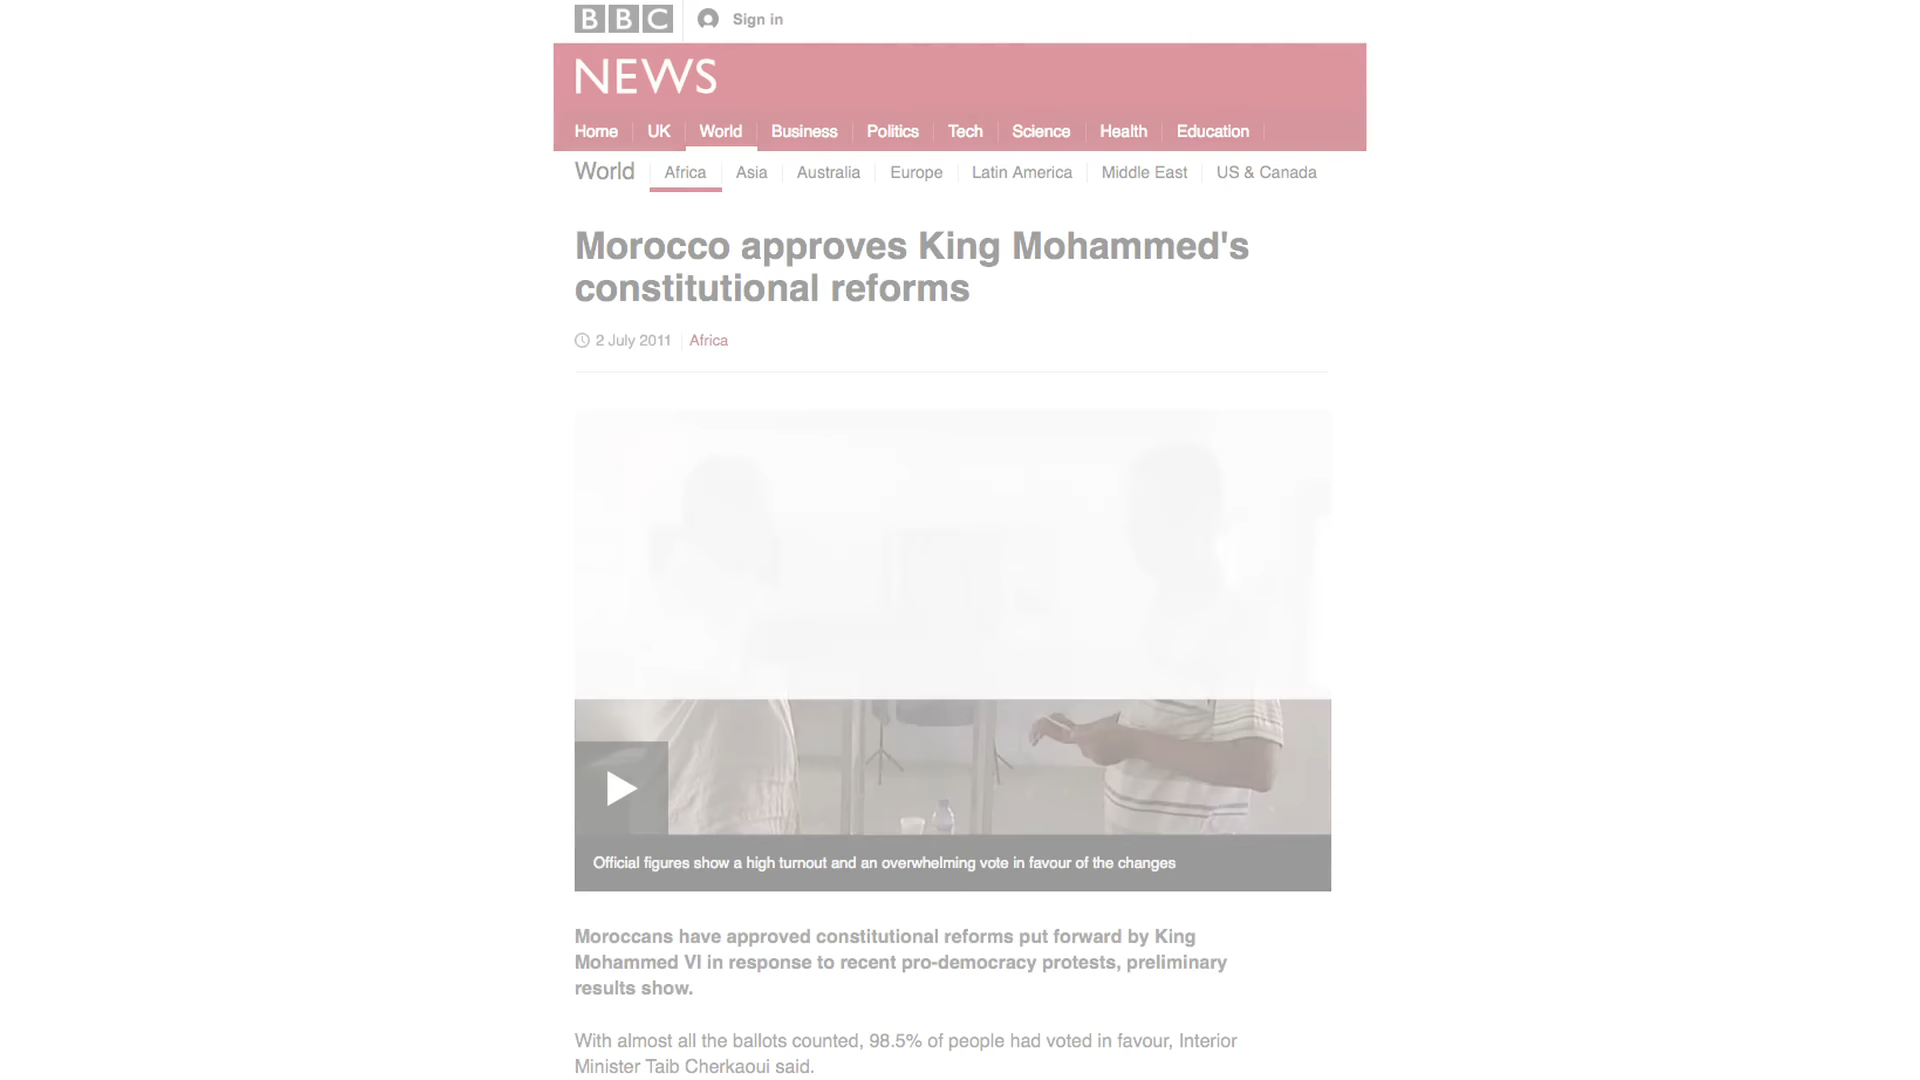 BBC Sign in
NEWS
Home UK World Business Politics Tech Science Health Education
World Africa Asia Australia Europe Latin America Middle East US & Canada
Morocco approves King Mohammed's
constitutional reforms
2 July 2011 Africa
Official figures show a high turnout and an overwhelming vote in favour of the changes
Moroccans have approved constitutional reforms put forward by King
Mohammed VI in response to recent pro-democracy protests, preliminary
results show.
With almost all the ballots counted, 98.5% of people had voted in favour, Interior
Minister Taib Cherkaoui said.